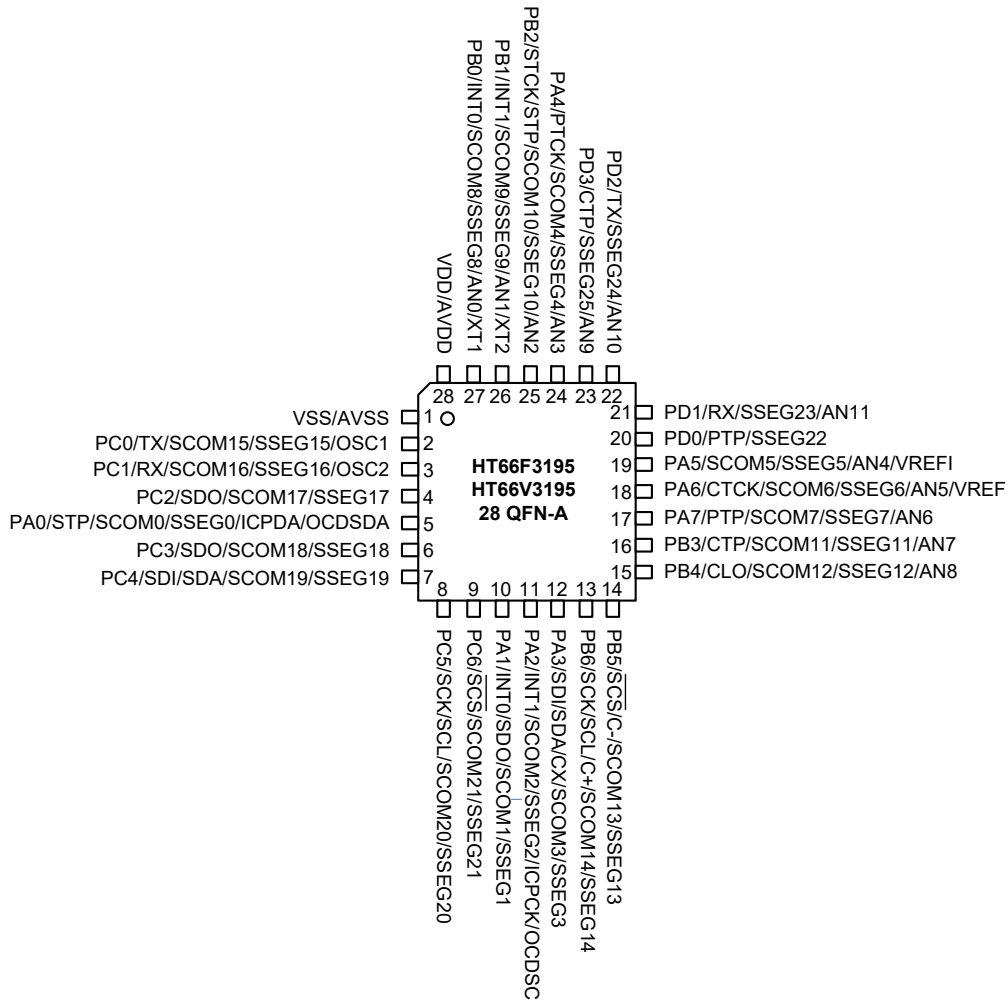 PB2/STCK/STP/SCOM10/SSEG10/AN2
PB1/INT1/SCOM9/SSEG9/AN1/XT2
PB0/INT0/SCOM8/SSEG8/AN0/XT1
VDD/AVDD
PA4/PTCK/SCOM4/SSEG4/AN3
PD3/CTP/SSEG25/AN9
PD2/TX/SSEG24/AN10
28 27 26 25 24 23 22
VSS/AVSS 1
PC0/TX/SCOM15/SSEG15/OSC1 2
PC1/RX/SCOM16/SSEG16/OSC2 3
PC2/SDO/SCOM17/SSEG17 4
PA0/STP/SCOM0/SSEG0/ICPDA/OCDSDA 5
PC3/SDO/SCOM18/SSEG18 6
PC4/SDI/SDA/SCOM19/SSEG19 7
HT66F3195
HT66V3195
28 QFN-A
21 PD1/RX/SSEG23/AN11
20 PD0/PTP/SSEG22
19 PA5/SCOM5/SSEG5/AN4/VREFI
18 PA6/CTCK/SCOM6/SSEG6/AN5/VREF
17 PA7/PTP/SCOM7/SSEG7/AN6
16 PB3/CTP/SCOM11/SSEG11/AN7
15 PB4/CLO/SCOM12/SSEG12/AN8
8 9 10 11 12 13 14
PC5/SCK/SCL/SCOM20/SSEG20
PC6/SCS/SCOM21/SSEG21
PA1/INT0/SDO/SCOM1/SSEG1
PA2/INT1/SCOM2/SSEG2/ICPCK/OCDSC
PA3/SDI/SDA/CX/SCOM3/SSEG3
PB6/SCK/SCL/C+/SCOM14/SSEG14
PB5/SCS/C-/SCOM13/SSEG13